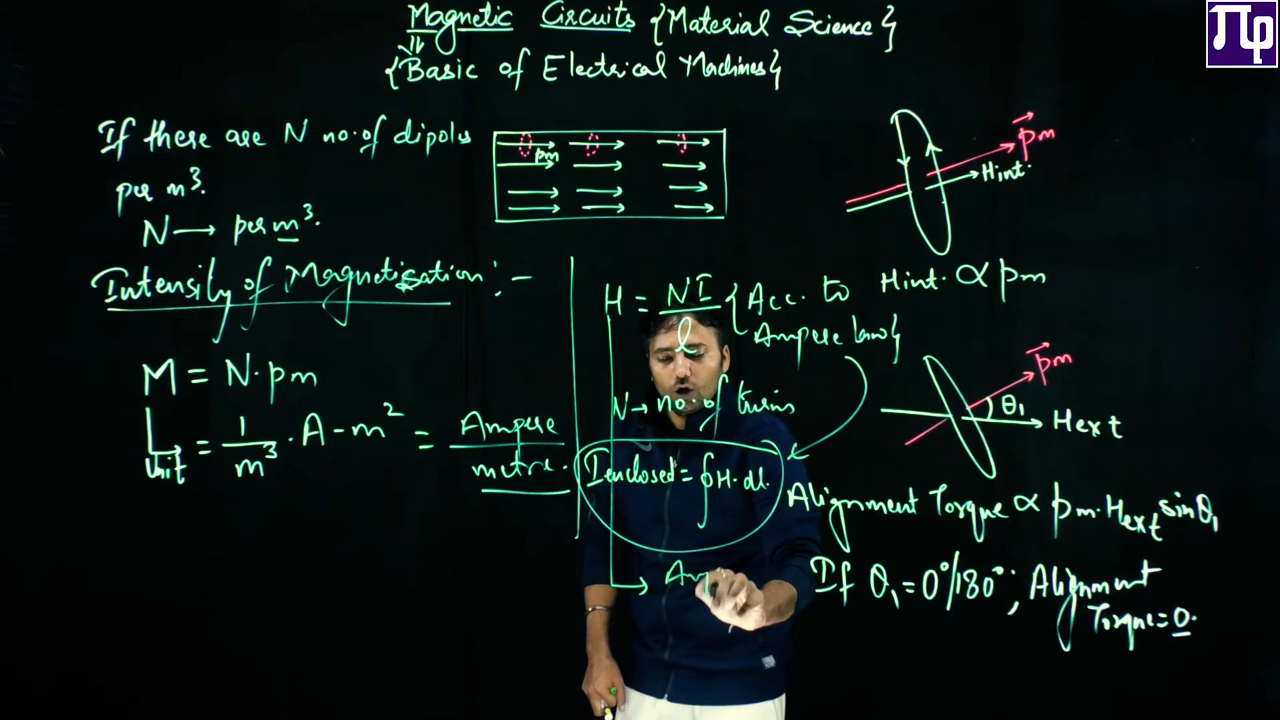 Magnetic Circuits {Material Science}
{Basic of Electrical Machines}
Πφ
If there are N no. of dipoles
per m³.
N → per m³.
pm
Intensity of Magnetisation :-
M = N·pm
unit = 1/m³ · A-m² = Ampere/metre.
H = NI/l {Acc. to
Ampere law}
N → no. of turns
Ienclosed = ∮H·dl.
→ Am
pm
Hint.
Hint. ∝ pm
pm
θ₁
Hext
Alignment Torque ∝ pm·Hext sinθ₁
If θ₁ = 0°/180°; Alignment
Torque = 0.